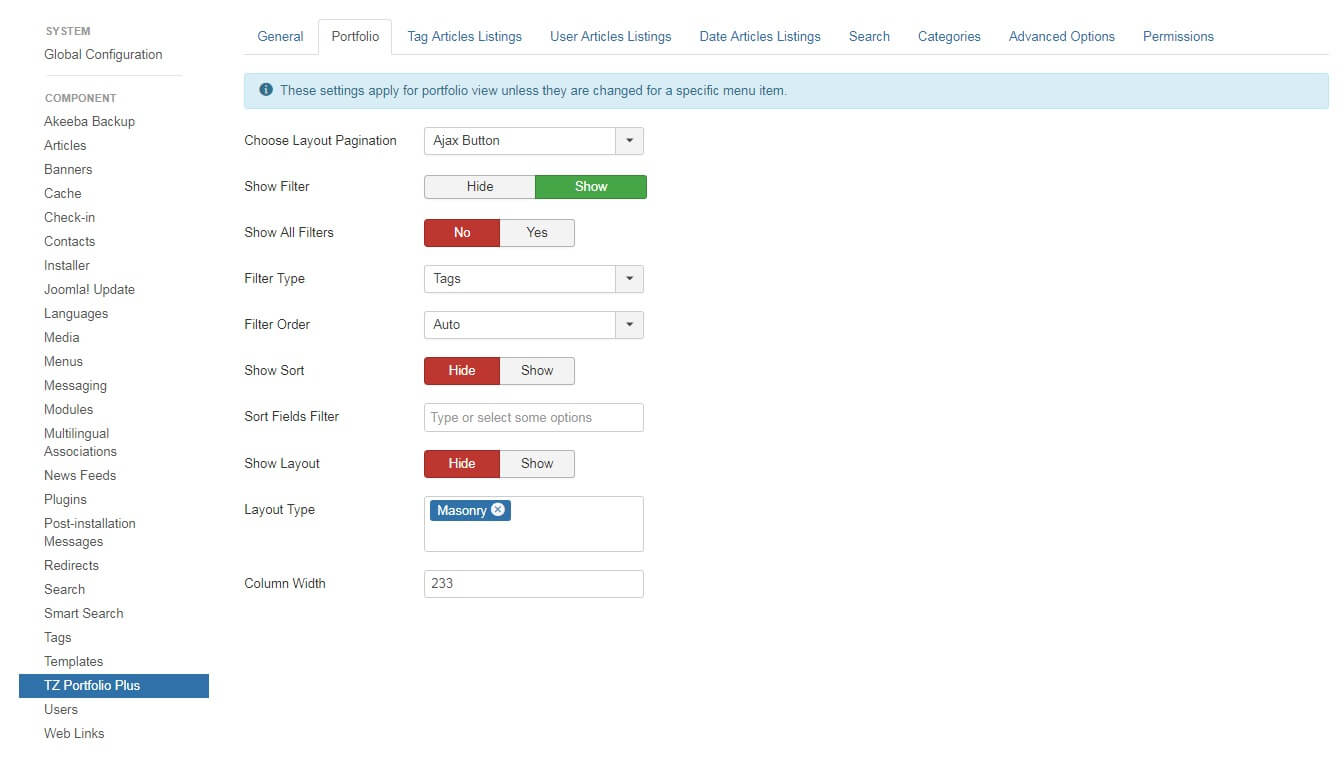 SYSTEM
Global Configuration
COMPONENT
Akeeba Backup
Articles
Banners
Cache
Check-in
Contacts
Installer
Joomla! Update
Languages
Media
Menus
Messaging
Modules
Multilingual
Associations
News Feeds
Plugins
Post-installation
Messages
Redirects
Search
Smart Search
Tags
Templates
TZ Portfolio Plus
Users
Web Links
General Portfolio Tag Articles Listings User Articles Listings Date Articles Listings Search Categories Advanced Options Permissions
These settings apply for portfolio view unless they are changed for a specific menu item.
Choose Layout Pagination Ajax Button
Show Filter Hide Show
Show All Filters No Yes
Filter Type Tags
Filter Order Auto
Show Sort Hide Show
Sort Fields Filter Type or select some options
Show Layout Hide Show
Layout Type Masonry
Column Width 233